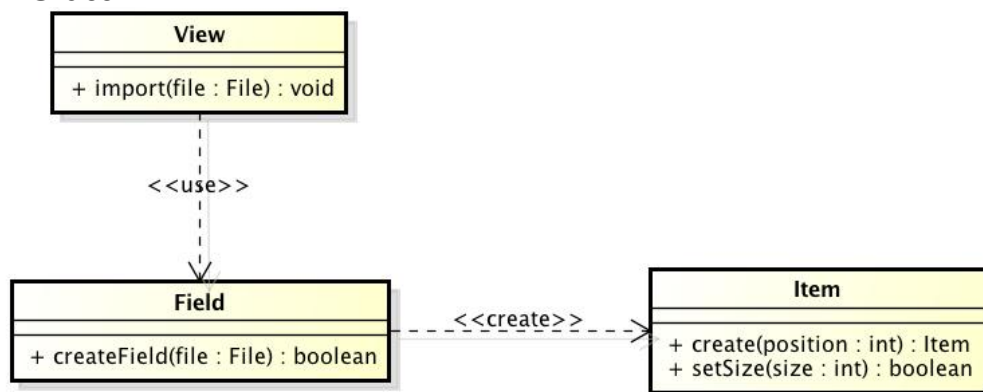 View
+ import(file : File) : void
<<use>>
Field
+ createField(file : File) : boolean
<<create>>
Item
+ create(position : int) : Item
+ setSize(size : int) : boolean